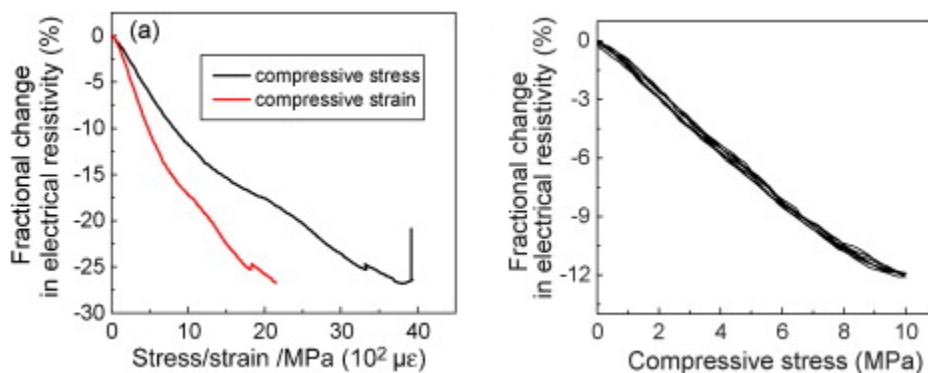 (a)
compressive stress
compressive strain
Fractional change
in electrical resistivity (%)
0
-5
-10
-15
-20
-25
-30
0 10 20 30 40
Stress/strain /MPa (10² με)
Fractional change
in electrical resistivity (%)
0
-3
-6
-9
-12
0 2 4 6 8 10
Compressive stress (MPa)